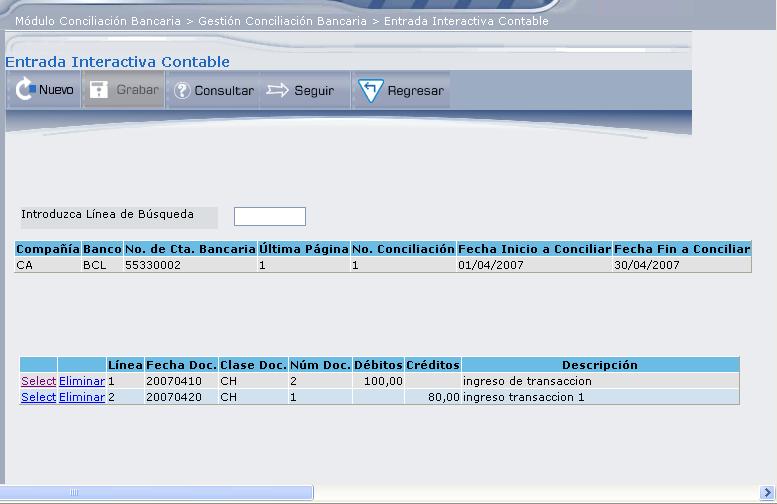 Módulo Conciliación Bancaria > Gestión Conciliación Bancaria > Entrada Interactiva Contable
Entrada Interactiva Contable
Nuevo Grabar Consultar Seguir Regresar
Introduzca Línea de Búsqueda
Compañía Banco No. de Cta. Bancaria Última Página No. Conciliación Fecha Inicio a Conciliar Fecha Fin a Conciliar
CA BCL 55330002 1 1 01/04/2007 30/04/2007
Línea Fecha Doc. Clase Doc. Núm Doc. Débitos Créditos Descripción
Select Eliminar 1 20070410 CH 2 100,00 ingreso de transaccion
Select Eliminar 2 20070420 CH 1 80,00 ingreso transaccion 1